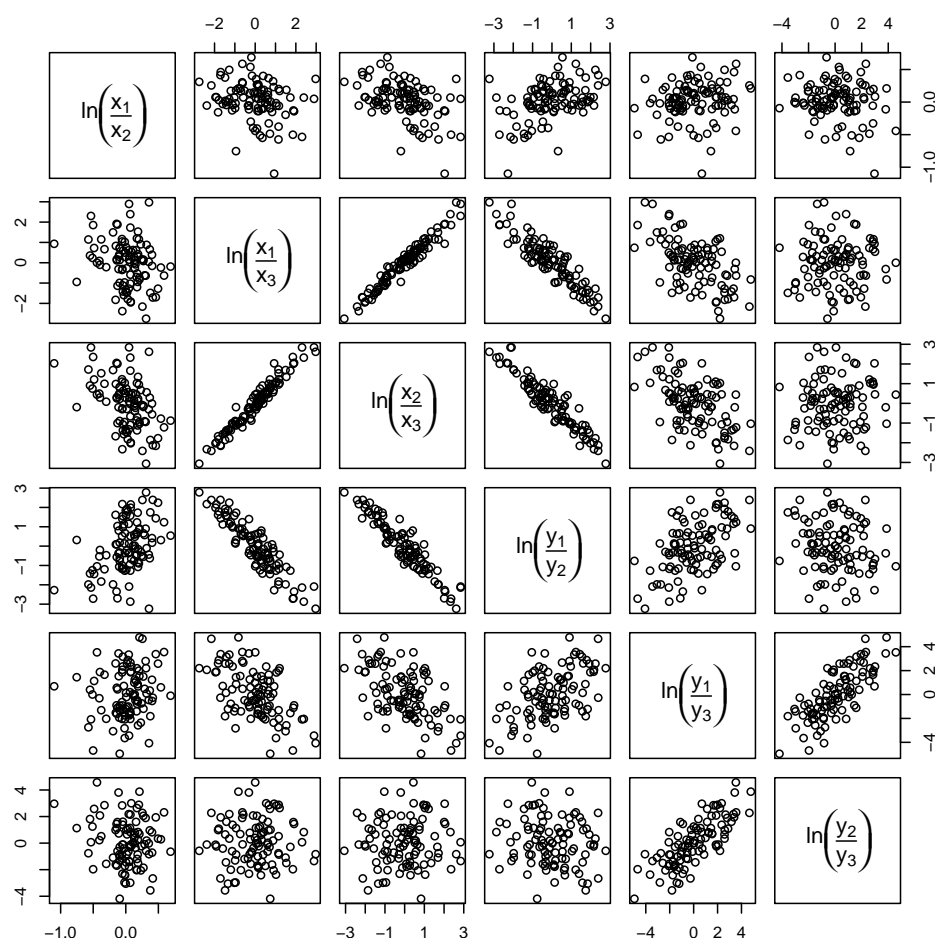 −2 0 2 −3 −1 1 3 −4 0 2 4
ln(x1/x2)
−1.0 0.0
−2 0 2
ln(x1/x3)
ln(x2/x3)
−3 −1 1 3
−3 −1 1 3
ln(y1/y2)
ln(y1/y3)
−4 0 2 4
−4 0 2 4
ln(y2/y3)
−1.0 0.0 −3 −1 1 3 −4 0 2 4